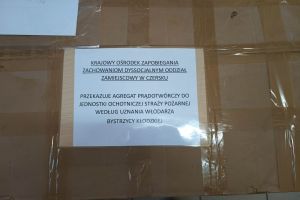 KRAJOWY OŚRODEK ZAPOBIEGANIA
ZACHOWANIOM DYSSOCJALNYM ODDZIAŁ
ZAMIEJSCOWY W CZERSKU
PRZEKAZUJE AGREGAT PRĄDOTWÓRCZY DO
JEDNOSTKI OCHOTNICZEJ STRAŻY POŻARNEJ
WEDŁUG UZNANIA WŁODARZA
BYSTRZYCY KŁODZKIEJ